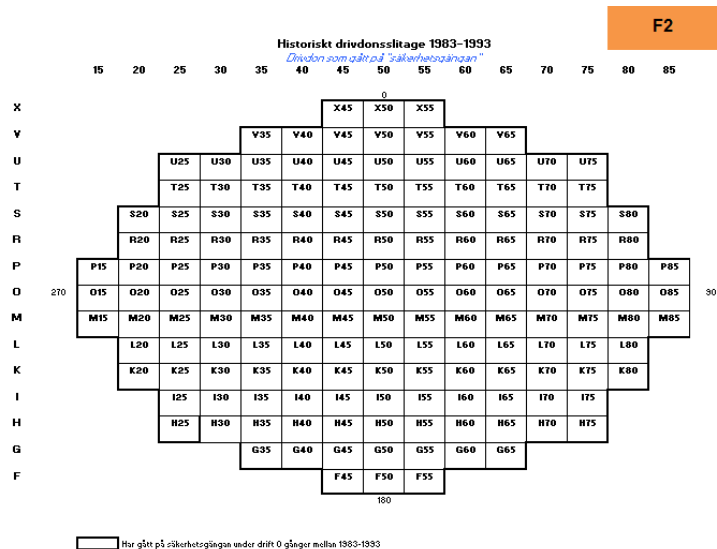 F2
Historiskt drivdonsslitage 1983-1993
Drivdon som gått på "säkerhetsgängan"
15 20 25 30 35 40 45 50 55 60 65 70 75 80 85
0
X X45 X50 X55
V V35 V40 V45 V50 V55 V60 V65
U U25 U30 U35 U40 U45 U50 U55 U60 U65 U70 U75
T T25 T30 T35 T40 T45 T50 T55 T60 T65 T70 T75
S S20 S25 S30 S35 S40 S45 S50 S55 S60 S65 S70 S75 S80
R R20 R25 R30 R35 R40 R45 R50 R55 R60 R65 R70 R75 R80
P P15 P20 P25 P30 P35 P40 P45 P50 P55 P60 P65 P70 P75 P80 P85
O 270 O15 O20 O25 O30 O35 O40 O45 O50 O55 O60 O65 O70 O75 O80 O85 90
M M15 M20 M25 M30 M35 M40 M45 M50 M55 M60 M65 M70 M75 M80 M85
L L20 L25 L30 L35 L40 L45 L50 L55 L60 L65 L70 L75 L80
K K20 K25 K30 K35 K40 K45 K50 K55 K60 K65 K70 K75 K80
I I25 I30 I35 I40 I45 I50 I55 I60 I65 I70 I75
H H25 H30 H35 H40 H45 H50 H55 H60 H65 H70 H75
G G35 G40 G45 G50 G55 G60 G65
F F45 F50 F55
180
Har gått på säkerhetsgängan under drift 0 gånger mellan 1983-1993